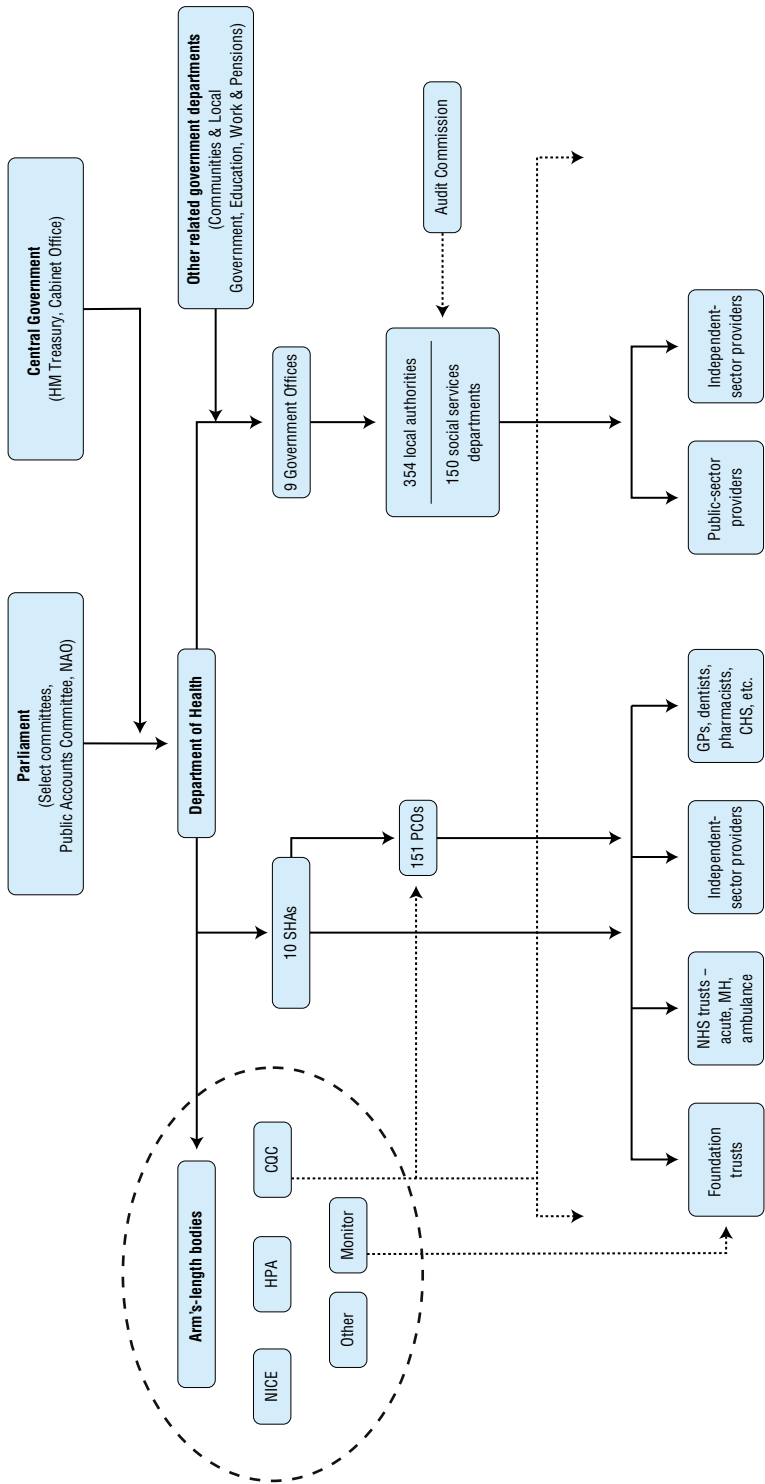 Parliament
(Select committees,
Public Accounts Committee, NAO)
Central Government
(HM Treasury, Cabinet Office)
Arm's-length bodies
Department of Health
Other related government departments
(Communities & Local
Government, Education, Work & Pensions)
NICE
HPA
CQC
Other
Monitor
10 SHAs
9 Government Offices
151 PCOs
354 local authorities
150 social services
departments
Audit Commission
Foundation
trusts
NHS trusts –
acute, MH,
ambulance
Independent-
sector providers
GPs, dentists,
pharmacists,
CHS, etc.
Public-sector
providers
Independent-
sector providers